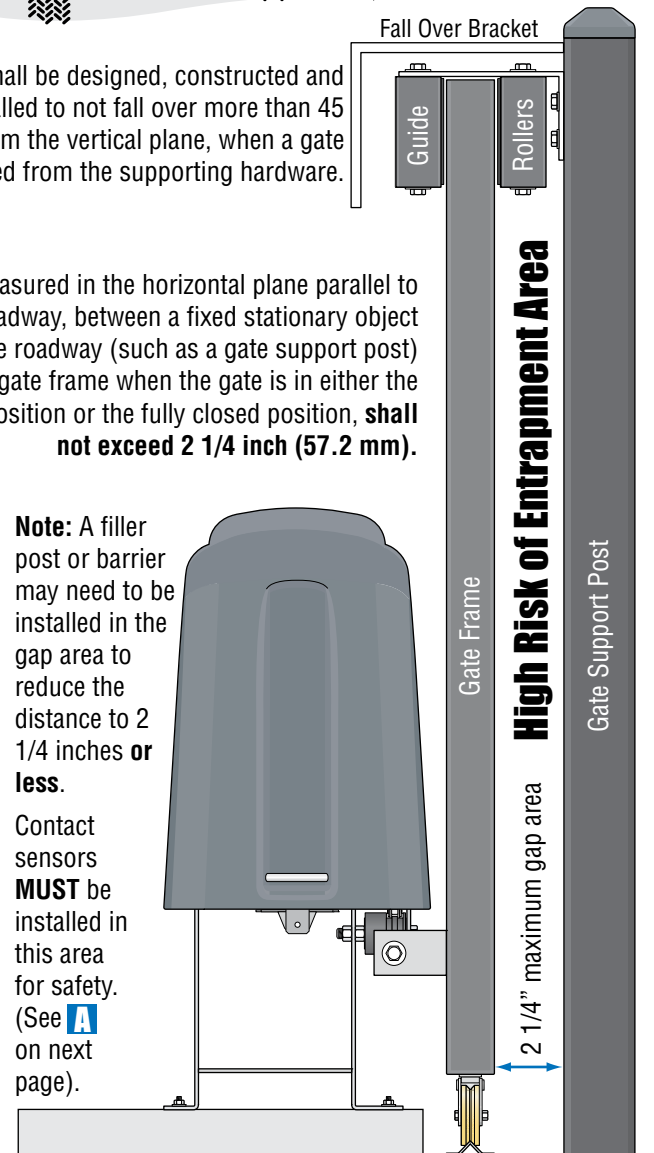 Fall Over Bracket
hall be designed, constructed and
lled to not fall over more than 45
m the vertical plane, when a gate
ed from the supporting hardware.
Guide
Rollers
asured in the horizontal plane parallel to
adway, between a fixed stationary object
e roadway (such as a gate support post)
gate frame when the gate is in either the
osition or the fully closed position, shall
not exceed 2 1/4 inch (57.2 mm).
High Risk of Entrapment Area
Note: A filler
post or barrier
may need to be
installed in the
gap area to
reduce the
distance to 2
1/4 inches or
less.
Contact
sensors
MUST be
installed in
this area
for safety.
(See A
on next
page).
Gate Frame
Gate Support Post
2 1/4” maximum gap area